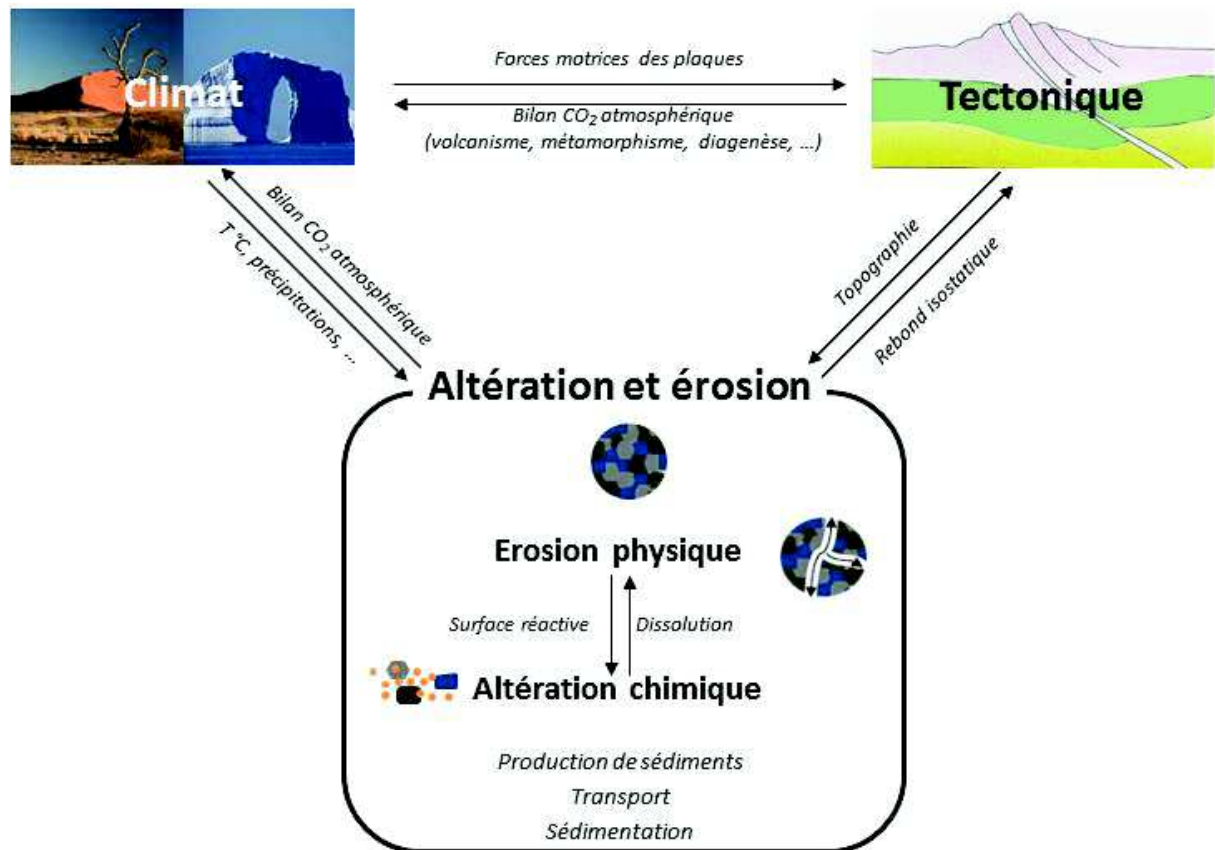 Climat
Forces motrices des plaques
Bilan CO₂ atmosphérique
(volcanisme, métamorphisme, diagenèse, ...)
Tectonique
Bilan CO₂ atmosphérique
T °C, précipitations, ...
Topographie
Rebond isostatique
Altération et érosion
Erosion physique
Surface réactive
Dissolution
Altération chimique
Production de sédiments
Transport
Sédimentation